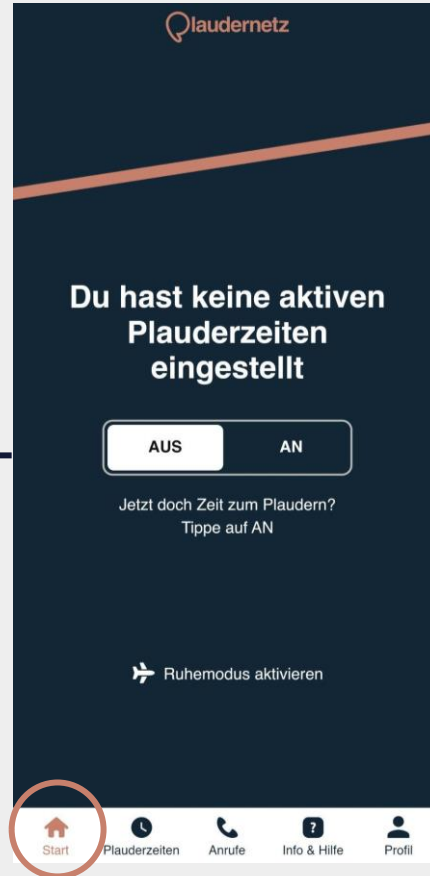 Plaudernetz
Du hast keine aktiven
Plauderzeiten
eingestellt
AUS AN
Jetzt doch Zeit zum Plaudern?
Tippe auf AN
Ruhemodus aktivieren
?
Start Plauderzeiten Anrufe Info & Hilfe Profil